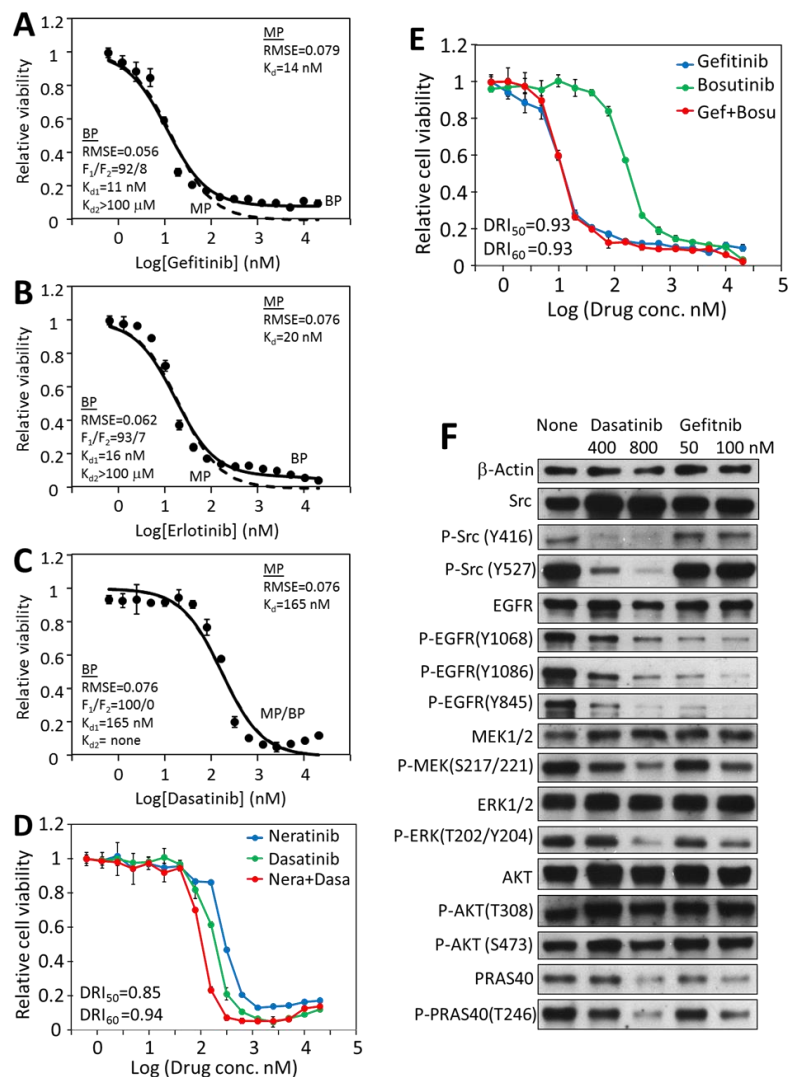 A
Relative viability
1.2
1
0.8
0.6
0.4
0.2
0
MP
RMSE=0.079
Kd=14 nM
BP
RMSE=0.056
F1/F2=92/8
Kd1=11 nM
Kd2>100 µM
MP
BP
0 1 2 3 4 5
Log[Gefitinib] (nM)
B
Relative viability
1.2
1
0.8
0.6
0.4
0.2
0
MP
RMSE=0.076
Kd=20 nM
BP
RMSE=0.062
F1/F2=93/7
Kd1=16 nM
Kd2>100 µM
MP
BP
0 1 2 3 4 5
Log[Erlotinib] (nM)
C
Relative viability
1.2
1
0.8
0.6
0.4
0.2
0
MP
RMSE=0.076
Kd=165 nM
BP
RMSE=0.076
F1/F2=100/0
Kd1=165 nM
Kd2= none
MP/BP
0 1 2 3 4 5
Log[Dasatinib] (nM)
D
Relative cell viability
1.2
1
0.8
0.6
0.4
0.2
0
Neratinib
Dasatinib
Nera+Dasa
DRI50=0.85
DRI60=0.94
0 1 2 3 4 5
Log (Drug conc. nM)
E
Relative cell viability
1.2
1
0.8
0.6
0.4
0.2
0
Gefitinib
Bosutinib
Gef+Bosu
DRI50=0.93
DRI60=0.93
0 1 2 3 4 5
Log (Drug conc. nM)
F
None Dasatinib Gefitnib
400 800 50 100 nM
β-Actin
Src
P-Src (Y416)
P-Src (Y527)
EGFR
P-EGFR(Y1068)
P-EGFR(Y1086)
P-EGFR(Y845)
MEK1/2
P-MEK(S217/221)
ERK1/2
P-ERK(T202/Y204)
AKT
P-AKT(T308)
P-AKT (S473)
PRAS40
P-PRAS40(T246)